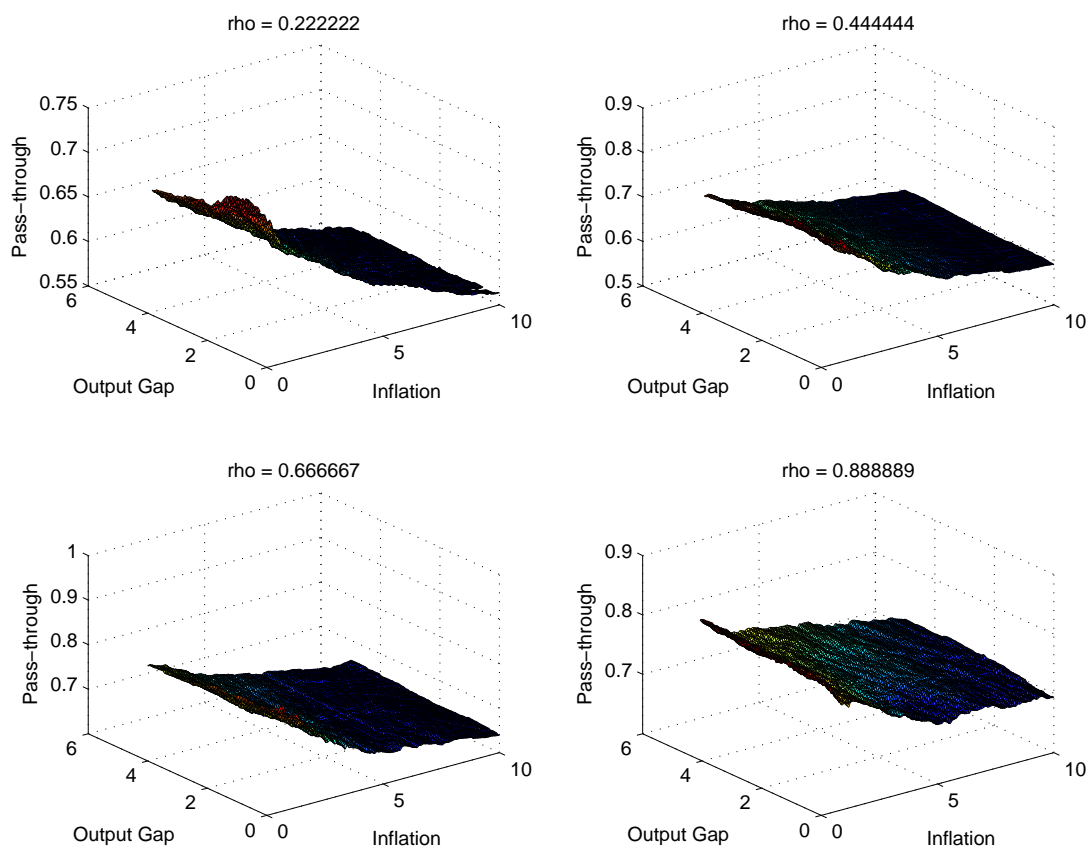 rho = 0.222222
0.75
0.7
0.65
0.6
0.55
Pass−through
6
4
2
0
Output Gap
0
5
10
Inflation
rho = 0.444444
0.9
0.8
0.7
0.6
0.5
Pass−through
6
4
2
0
Output Gap
0
5
10
Inflation
rho = 0.666667
1
0.9
0.8
0.7
Pass−through
6
4
2
0
Output Gap
0
5
10
Inflation
rho = 0.888889
0.9
0.8
0.7
Pass−through
6
4
2
0
Output Gap
0
5
10
Inflation